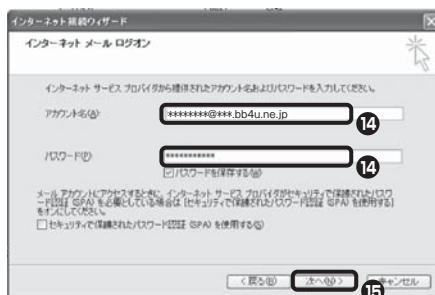 インターネット接続ウィザード
インターネット メール ログオン
インターネット サービス プロバイダから提供されたアカウント名およびパスワードを入力してください。
アカウント名(A): ********@***.bb4u.ne.jp ⑭
パスワード(P): *********** ⑭
パスワードを保存する(W)
メール アカウントにアクセスするときに、インターネット サービス プロバイダがセキュリティで保護されたパスワ
ード認証 (SPA) を必要としている場合は [セキュリティで保護されたパスワード認証 (SPA) を使用する]
をオンにしてください。
セキュリティで保護されたパスワード認証 (SPA) を使用する(S)
< 戻る(B) 次へ(N) > ⑮ キャンセル